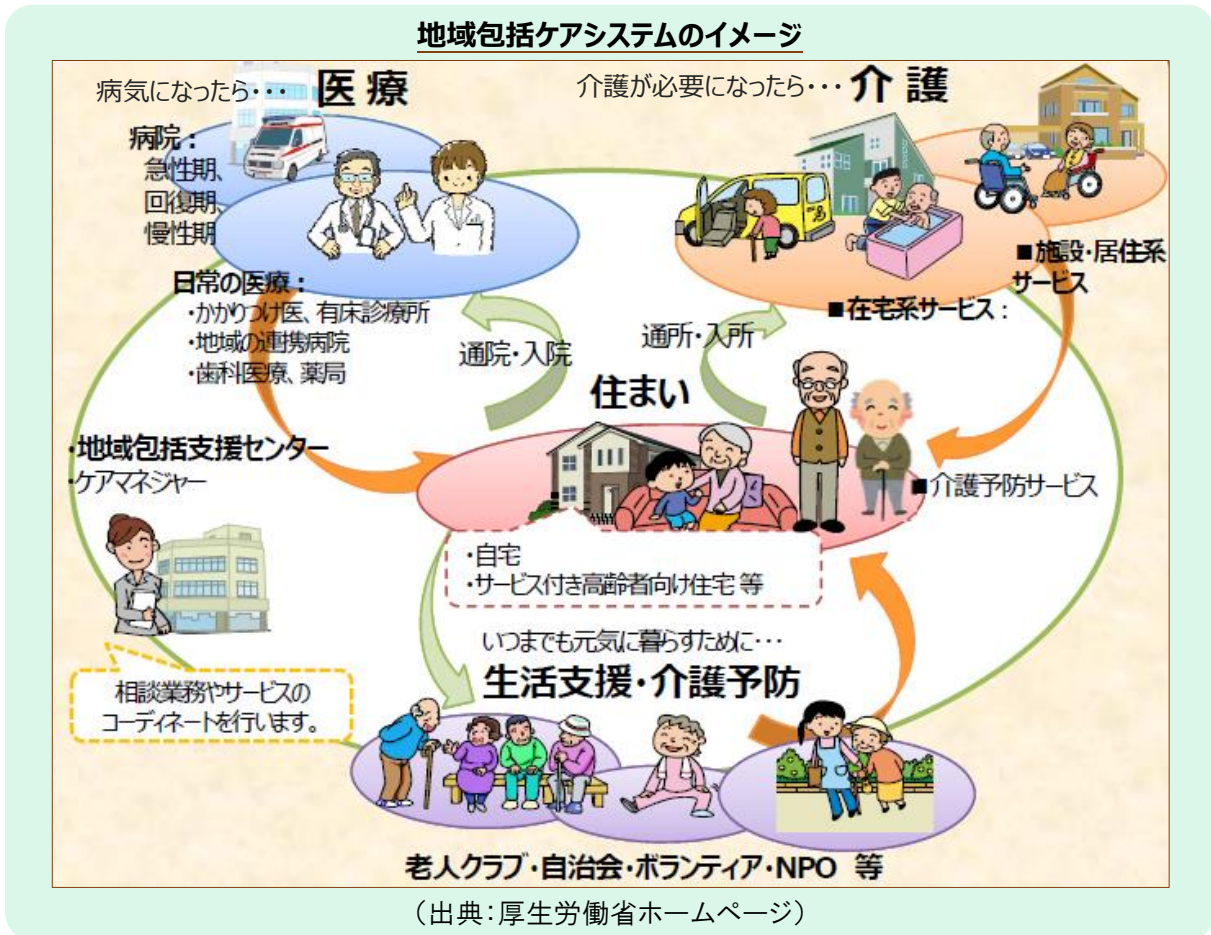 地域包括ケアシステムのイメージ
病気になったら・・・ 医療
病院：
急性期、
回復期、
慢性期
日常の医療：
・かかりつけ医、有床診療所
・地域の連携病院
・歯科医療、薬局
介護が必要になったら・・・ 介護
■施設・居住系
サービス
■在宅系サービス：
通院・入院
通所・入所
住まい
・地域包括支援センター
・ケアマネジャー
■介護予防サービス
・自宅
・サービス付き高齢者向け住宅 等
相談業務やサービスの
コーディネートを行います。
いつまでも元気に暮らすために・・・
生活支援・介護予防
老人クラブ・自治会・ボランティア・NPO 等
（出典：厚生労働省ホームページ）